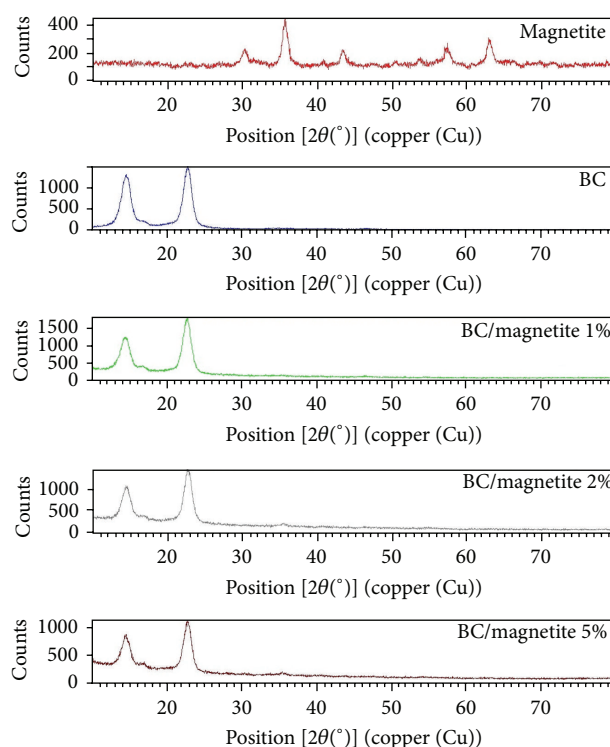 Magnetite
Counts
400
200
0
20 30 40 50 60 70
Position [2θ(°)] (copper (Cu))
BC
Counts
1000
500
0
20 30 40 50 60 70
Position [2θ(°)] (copper (Cu))
BC/magnetite 1%
Counts
1500
1000
500
0
20 30 40 50 60 70
Position [2θ(°)] (copper (Cu))
BC/magnetite 2%
Counts
1000
500
0
20 30 40 50 60 70
Position [2θ(°)] (copper (Cu))
BC/magnetite 5%
Counts
1000
500
0
20 30 40 50 60 70
Position [2θ(°)] (copper (Cu))